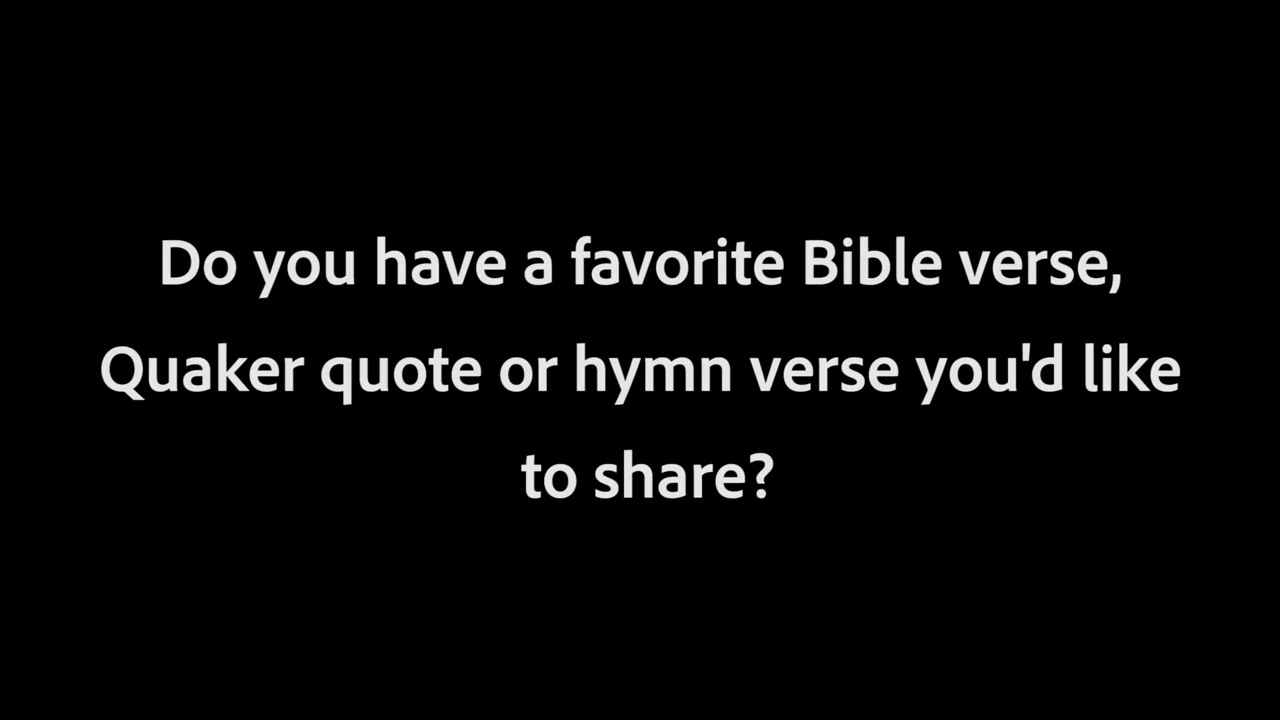 Do you have a favorite Bible verse,
Quaker quote or hymn verse you'd like
to share?